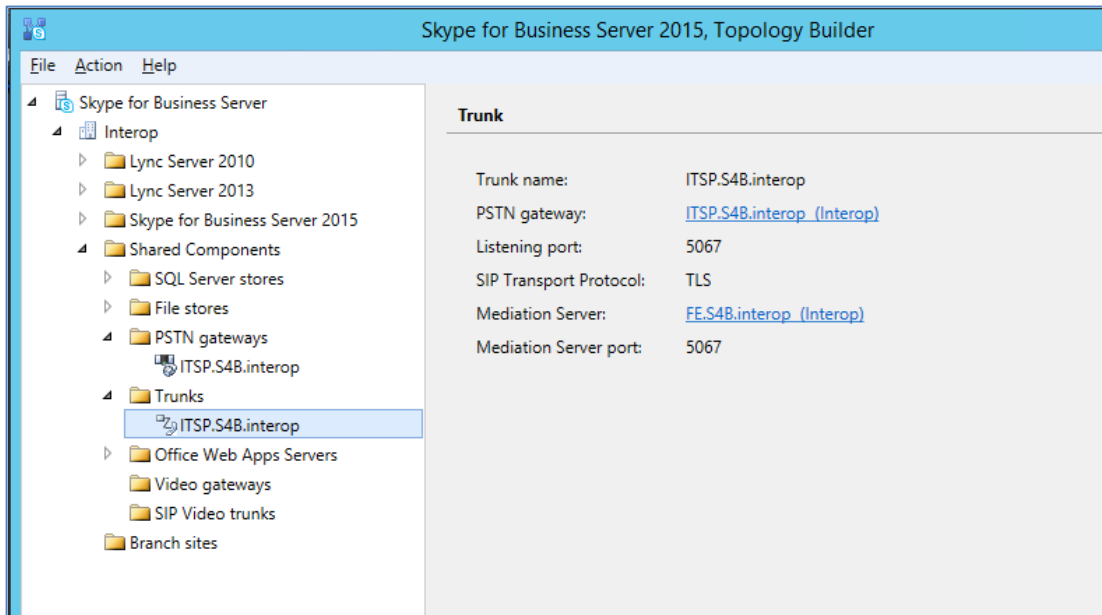 Skype for Business Server 2015, Topology Builder
File Action Help
Skype for Business Server
Interop
Lync Server 2010
Lync Server 2013
Skype for Business Server 2015
Shared Components
SQL Server stores
File stores
PSTN gateways
ITSP.S4B.interop
Trunks
ITSP.S4B.interop
Office Web Apps Servers
Video gateways
SIP Video trunks
Branch sites
Trunk
Trunk name: ITSP.S4B.interop
PSTN gateway: ITSP.S4B.interop (Interop)
Listening port: 5067
SIP Transport Protocol: TLS
Mediation Server: FE.S4B.interop (Interop)
Mediation Server port: 5067